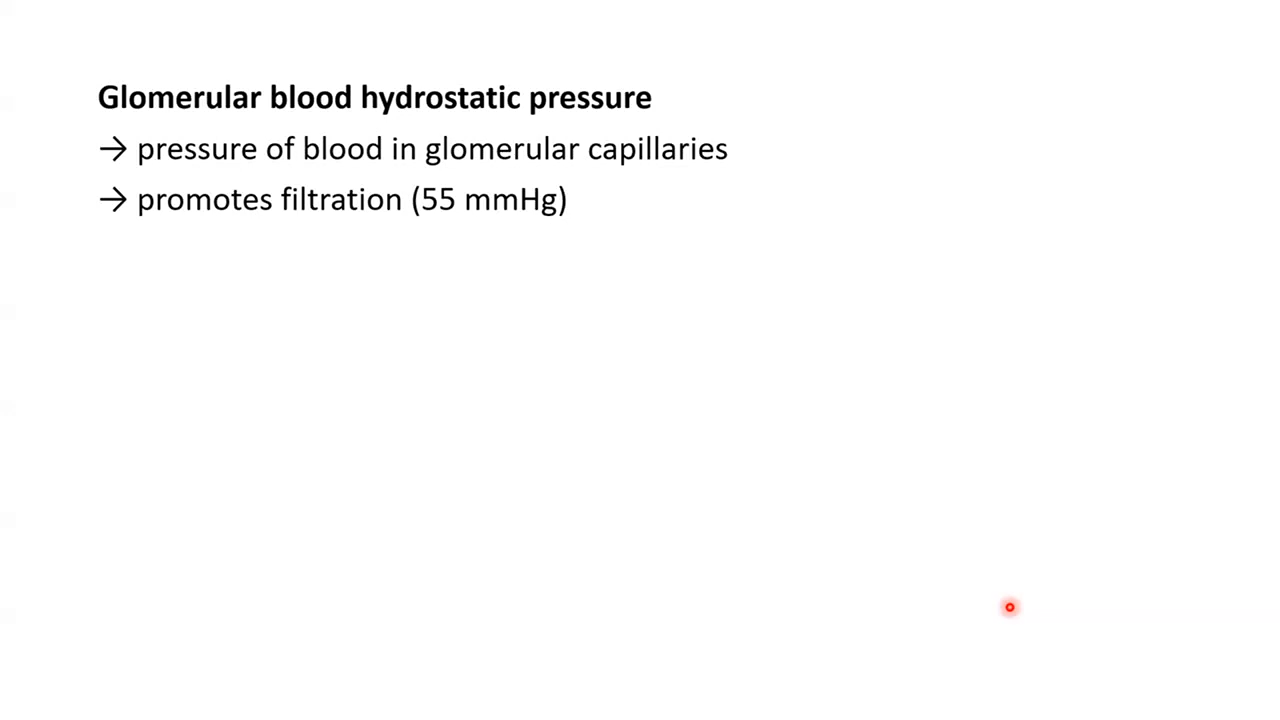 Glomerular blood hydrostatic pressure
→ pressure of blood in glomerular capillaries
→ promotes filtration (55 mmHg)